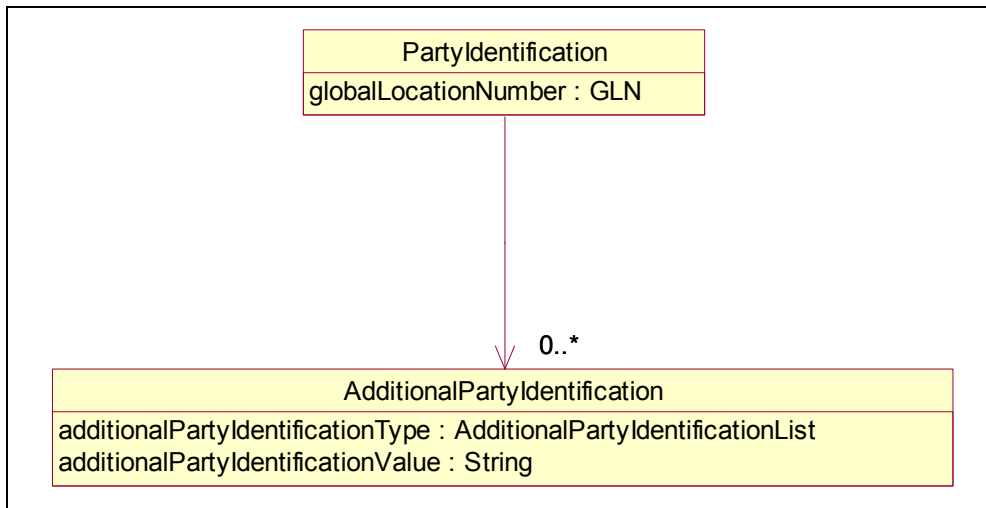 PartyIdentification
globalLocationNumber : GLN
0..*
AdditionalPartyIdentification
additionalPartyIdentificationType : AdditionalPartyIdentificationList
additionalPartyIdentificationValue : String